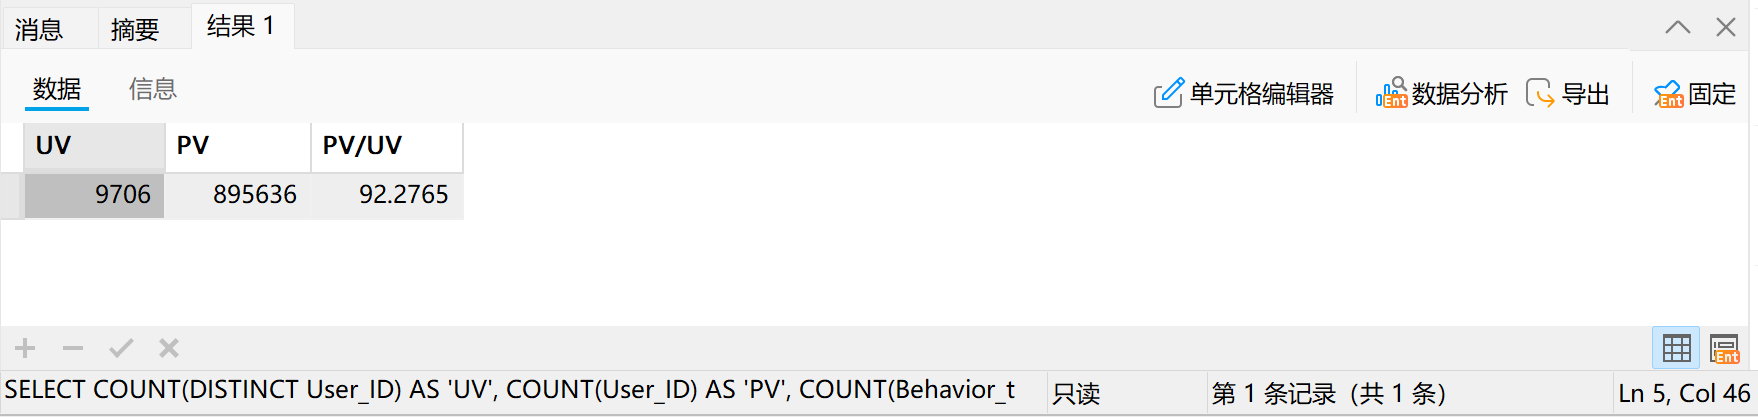 消息 摘要 结果 1
数据 信息 单元格编辑器 Ent 数据分析 导出 Ent 固定
UV PV PV/UV
9706 895636 92.2765
Ent
SELECT COUNT(DISTINCT User_ID) AS 'UV', COUNT(User_ID) AS 'PV', COUNT(Behavior_t 只读 第 1 条记录 (共 1 条) Ln 5, Col 46